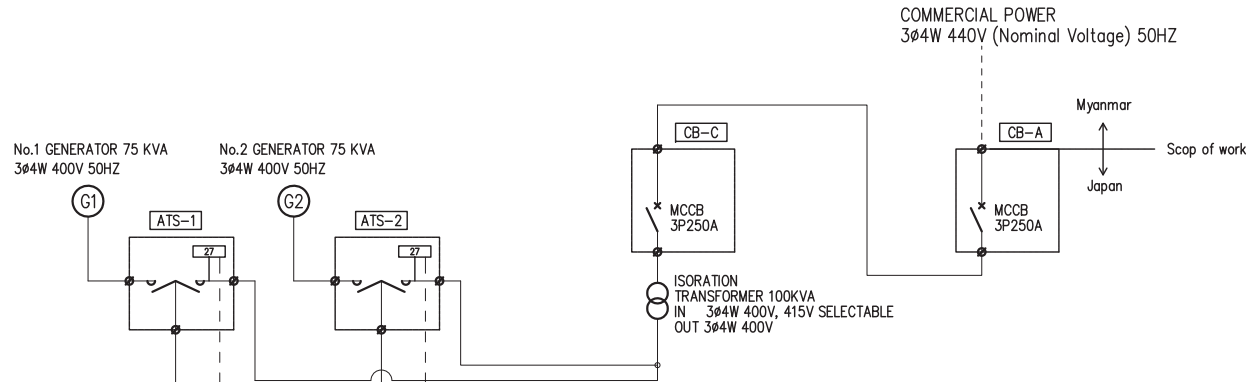 COMMERCIAL POWER
3ø4W 440V (Nominal Voltage) 50HZ
Myanmar
CB-C
CB-A
No.1 GENERATOR 75 KVA
3ø4W 400V 50HZ
No.2 GENERATOR 75 KVA
3ø4W 400V 50HZ
Scop of work
Japan
G1
G2
ATS-1
ATS-2
MCCB
3P250A
MCCB
3P250A
27
27
ISORATION
TRANSFORMER 100KVA
IN 3ø4W 400V, 415V SELECTABLE
OUT 3ø4W 400V